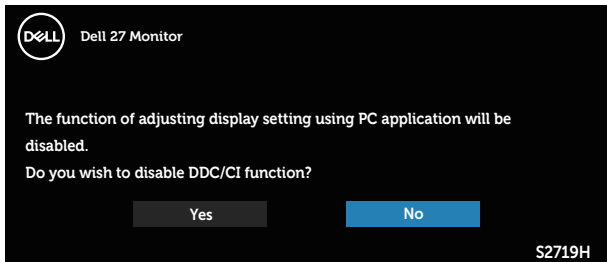 DELL
Dell 27 Monitor
The function of adjusting display setting using PC application will be
disabled.
Do you wish to disable DDC/CI function?
Yes
No
S2719H